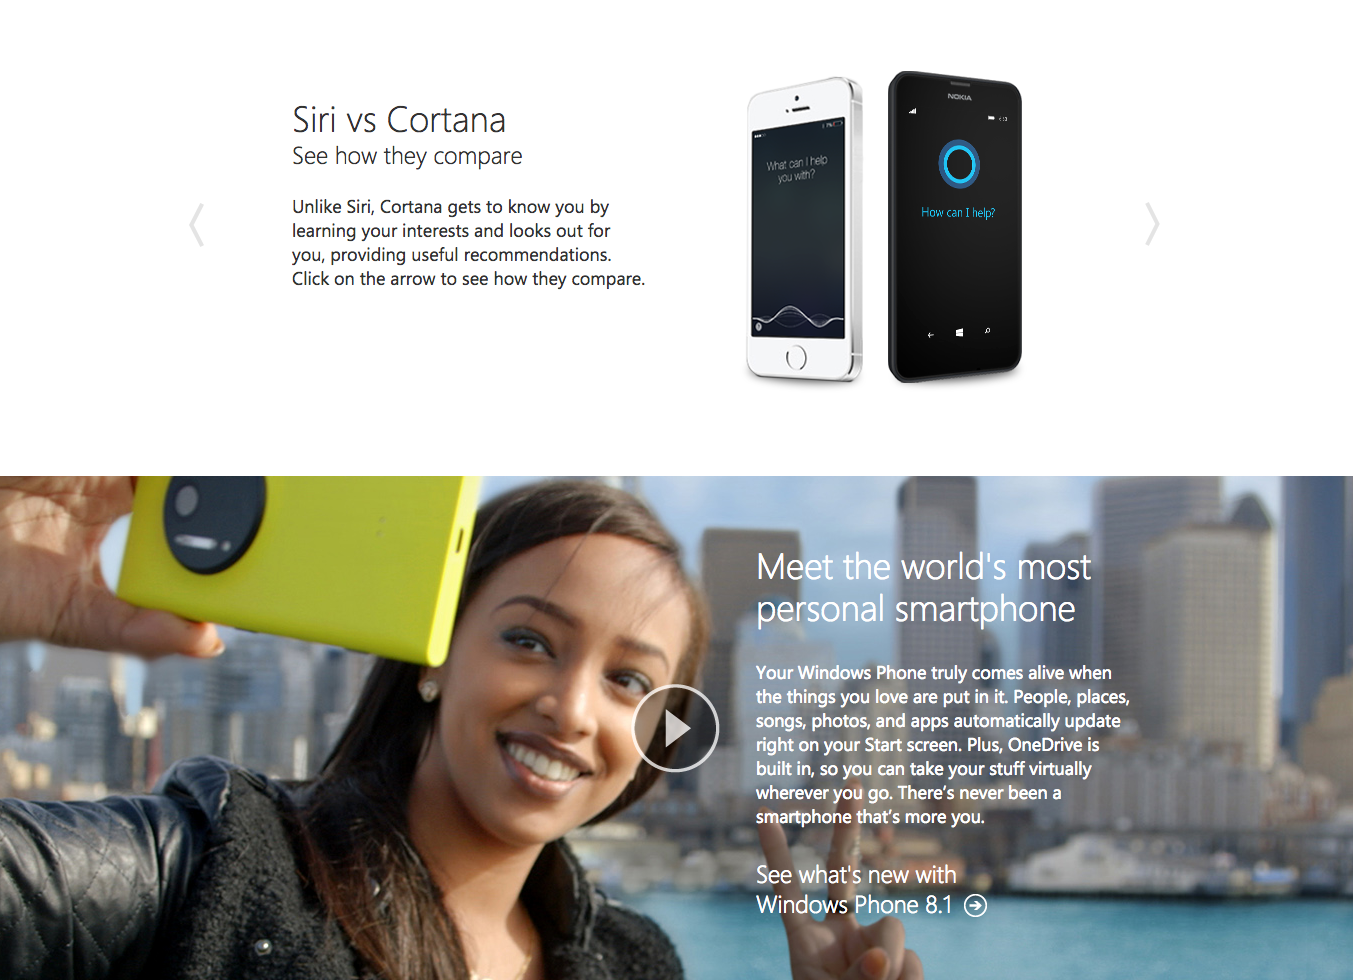 Siri vs Cortana
See how they compare
Unlike Siri, Cortana gets to know you by
learning your interests and looks out for
you, providing useful recommendations.
Click on the arrow to see how they compare.
What can I help
you with?
NOKIA
How can I help?
Meet the world's most
personal smartphone
Your Windows Phone truly comes alive when
the things you love are put in it. People, places,
songs, photos, and apps automatically update
right on your Start screen. Plus, OneDrive is
built in, so you can take your stuff virtually
wherever you go. There’s never been a
smartphone that’s more you.
See what's new with
Windows Phone 8.1